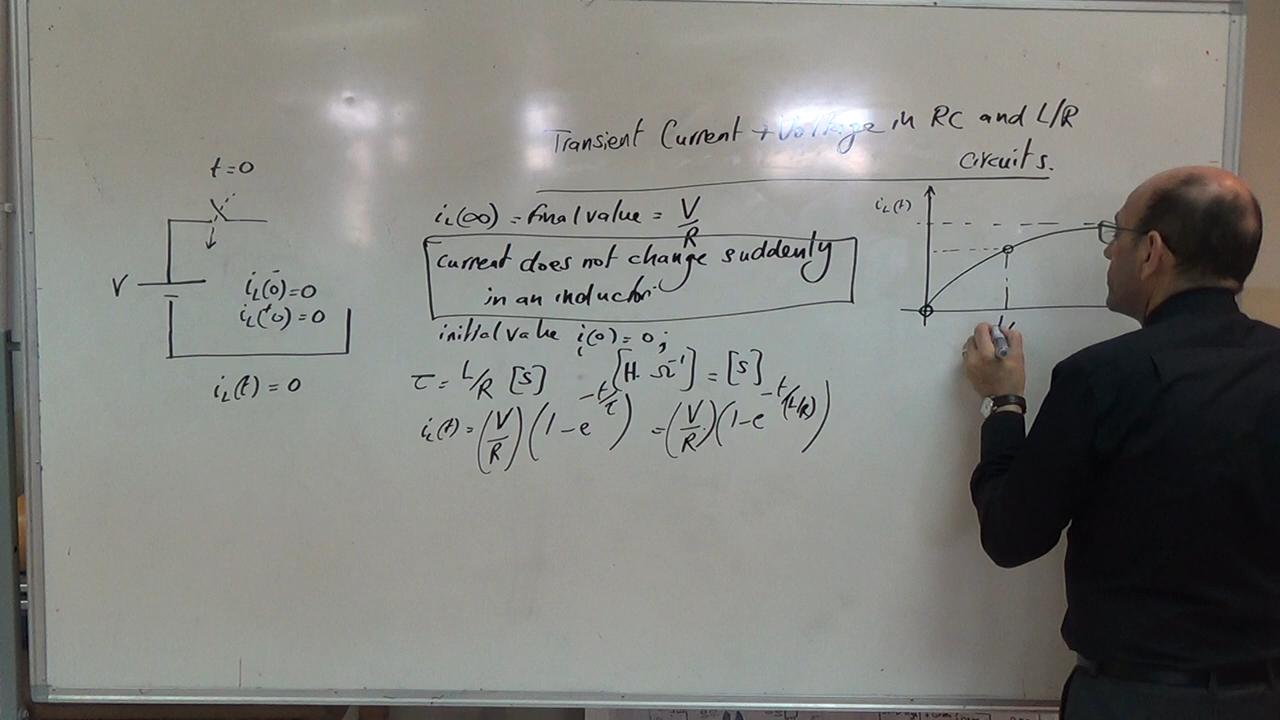 Transient Current + Voltage in RC and L/R
circuits.
t=0
V
iL(ō)=0
iL(⁺0)=0
iL(t)=0
iL(∞) = final value = V/R
current does not change suddenly
in an inductor
initial value i(0)=0;
τ = L/R [S] [H. Ω⁻¹] = [S]
iL(t) = (V/R)(1-e^-t/τ) = (V/R)(1-e^-t/(L/R))
iL(t)